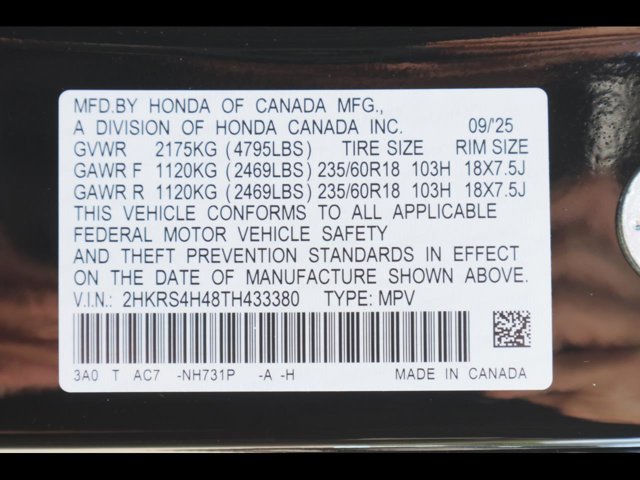 MFD.BY HONDA OF CANADA MFG.,
A DIVISION OF HONDA CANADA INC. 09/'25
GVWR 2175KG (4795LBS) TIRE SIZE RIM SIZE
GAWR F 1120KG (2469LBS) 235/60R18 103H 18X7.5J
GAWR R 1120KG (2469LBS) 235/60R18 103H 18X7.5J
THIS VEHICLE CONFORMS TO ALL APPLICABLE
FEDERAL MOTOR VEHICLE SAFETY
AND THEFT PREVENTION STANDARDS IN EFFECT
ON THE DATE OF MANUFACTURE SHOWN ABOVE.
V.I.N.: 2HKRS4H48TH433380 TYPE: MPV
3A0 T AC7 -NH731P -A -H MADE IN CANADA